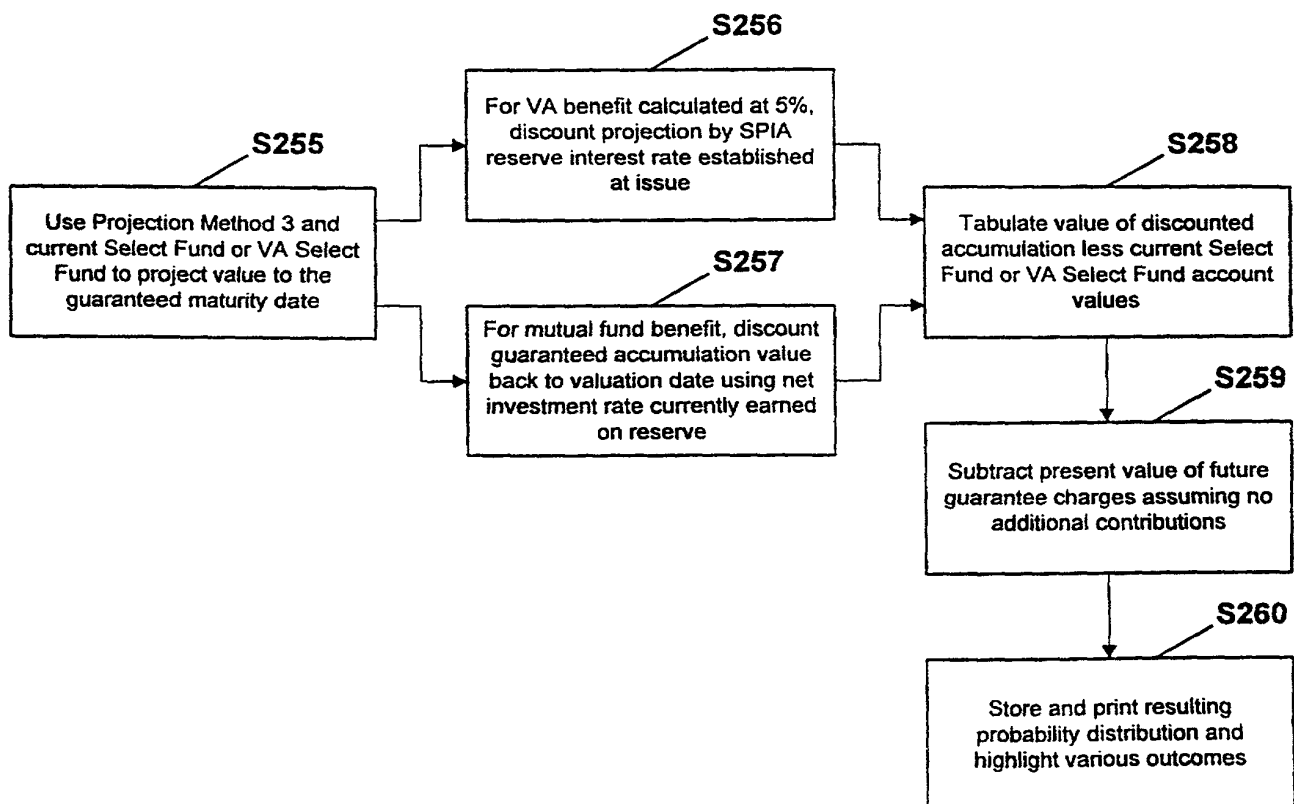 S255
Use Projection Method 3 and
current Select Fund or VA Select
Fund to project value to the
guaranteed maturity date
S256
For VA benefit calculated at 5%,
discount projection by SPIA
reserve interest rate established
at issue
S257
For mutual fund benefit, discount
guaranteed accumulation value
back to valuation date using net
investment rate currently earned
on reserve
S258
Tabulate value of discounted
accumulation less current Select
Fund or VA Select Fund account
values
S259
Subtract present value of future
guarantee charges assuming no
additional contributions
S260
Store and print resulting
probability distribution and
highlight various outcomes